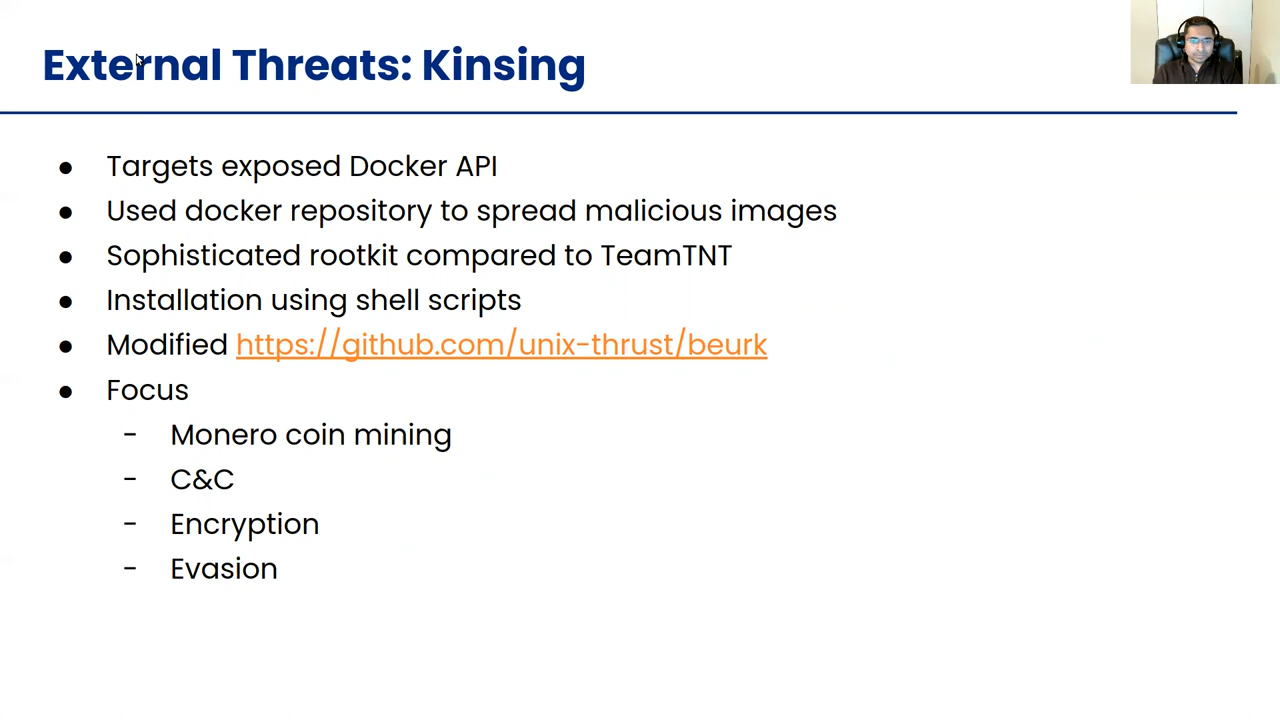 External Threats: Kinsing
● Targets exposed Docker API
● Used docker repository to spread malicious images
● Sophisticated rootkit compared to TeamTNT
● Installation using shell scripts
● Modified https://github.com/unix-thrust/beurk
● Focus
- Monero coin mining
- C&C
- Encryption
- Evasion